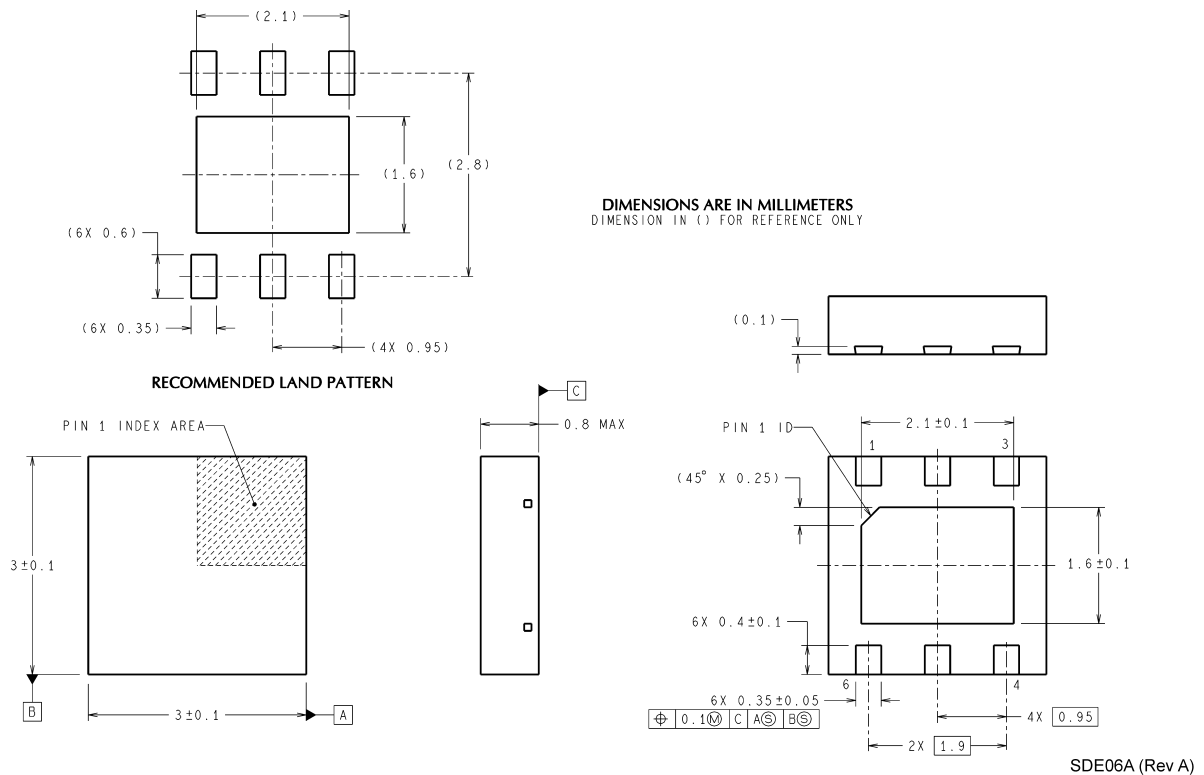 (2.1)
(2.8)
(1.6)
DIMENSIONS ARE IN MILLIMETERS
DIMENSION IN () FOR REFERENCE ONLY
(6X 0.6)
(6X 0.35)
(4X 0.95)
(0.1)
RECOMMENDED LAND PATTERN
C
PIN 1 INDEX AREA
0.8 MAX
PIN 1 ID
2.1±0.1
1
3
(45° X 0.25)
3±0.1
1.6±0.1
6X 0.4±0.1
6
4
B
3±0.1
A
6X 0.35±0.05
⌖ 0.1Ⓜ C AⓈ BⓈ
4X 0.95
2X 1.9
SDE06A (Rev A)